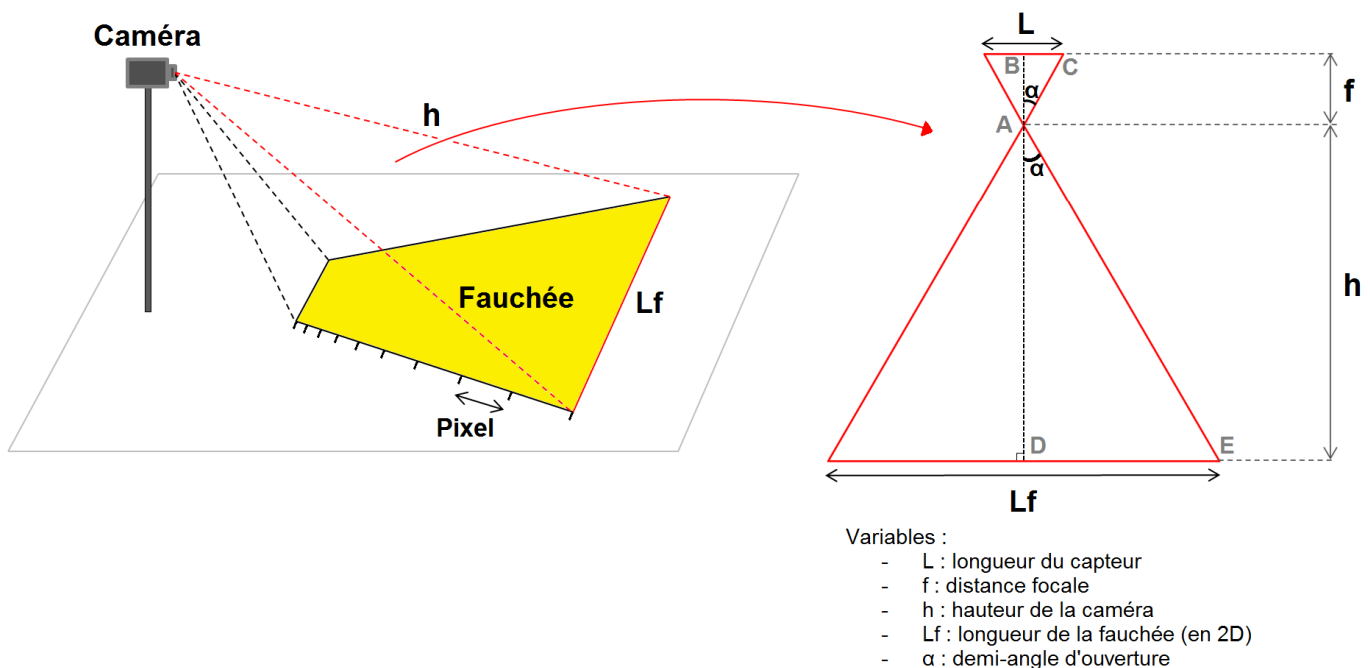 Caméra
h
Fauchée
Lf
Pixel
L
B
C
α
f
A
α
h
D
E
Lf
Variables :
- L : longueur du capteur
- f : distance focale
- h : hauteur de la caméra
- Lf : longueur de la fauchée (en 2D)
- α : demi-angle d'ouverture